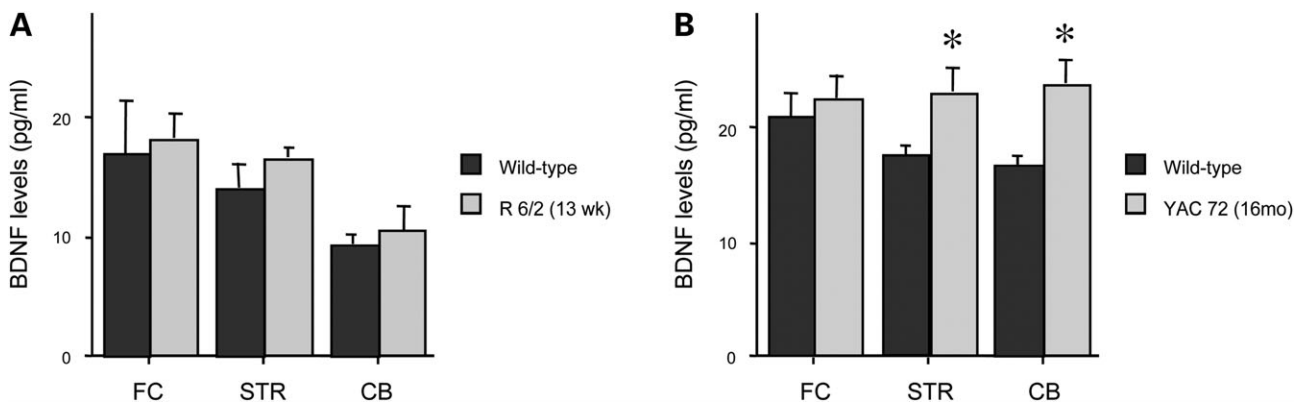 A
BDNF levels (pg/ml)
20
10
0
FC STR CB
Wild-type
R 6/2 (13 wk)
B
BDNF levels (pg/ml)
20
10
0
* *
FC STR CB
Wild-type
YAC 72 (16mo)